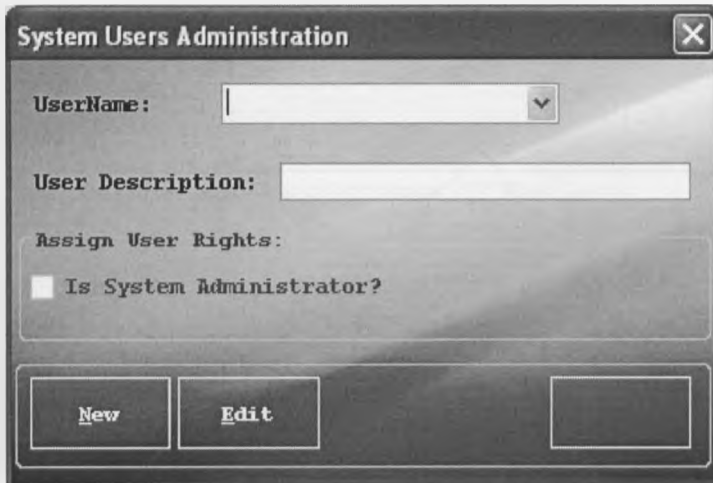 System Users Administration
UserName:
User Description:
Assign User Rights:
Is System Administrator?
New
Edit